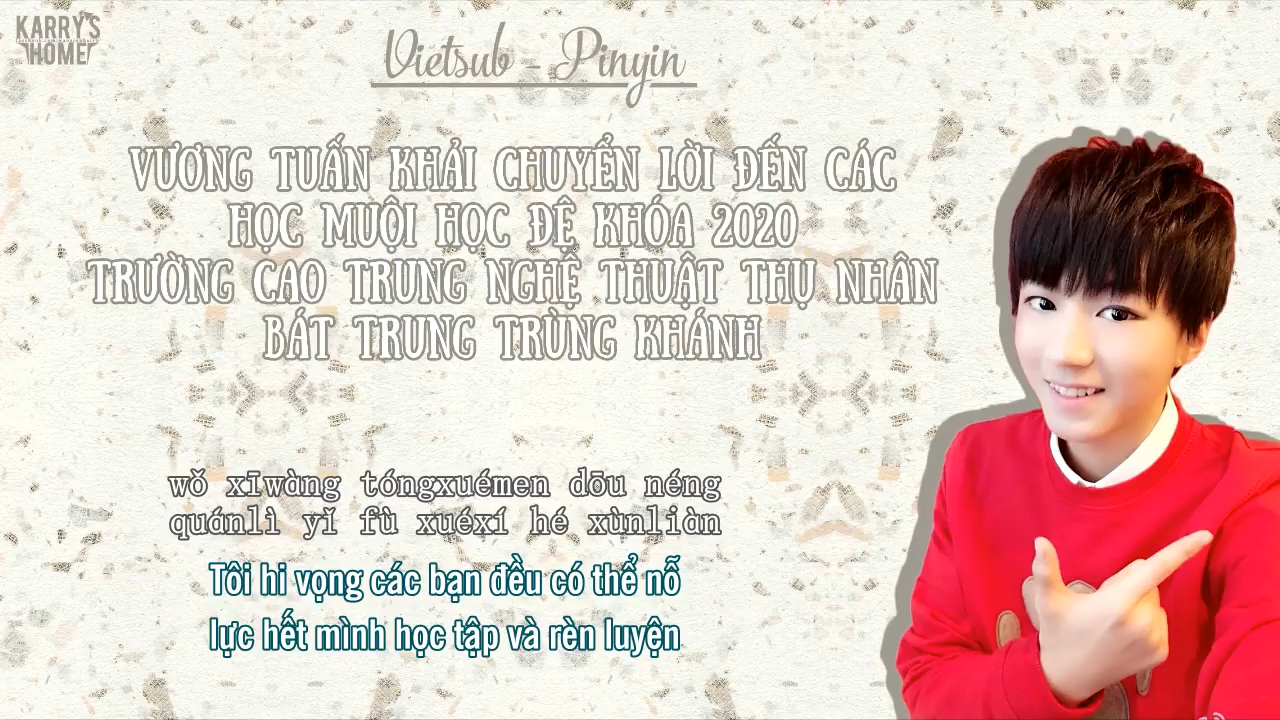 KARRY'S
HOME
Vietsub - Pinyin
VƯƠNG TUẤN KHẢI CHUYỂN LỜI ĐẾN CÁC
HỌC MUỘI HỌC ĐỆ KHÓA 2020
TRƯỜNG CAO TRUNG NGHỆ THUẬT THỤ NHÂN
BÁT TRUNG TRÙNG KHÁNH
wǒ xīwàng tóngxuémen dōu néng
quánlì yǐ fù xuéxí hé xùnliàn
Tôi hi vọng các bạn đều có thể nỗ
lực hết mình học tập và rèn luyện